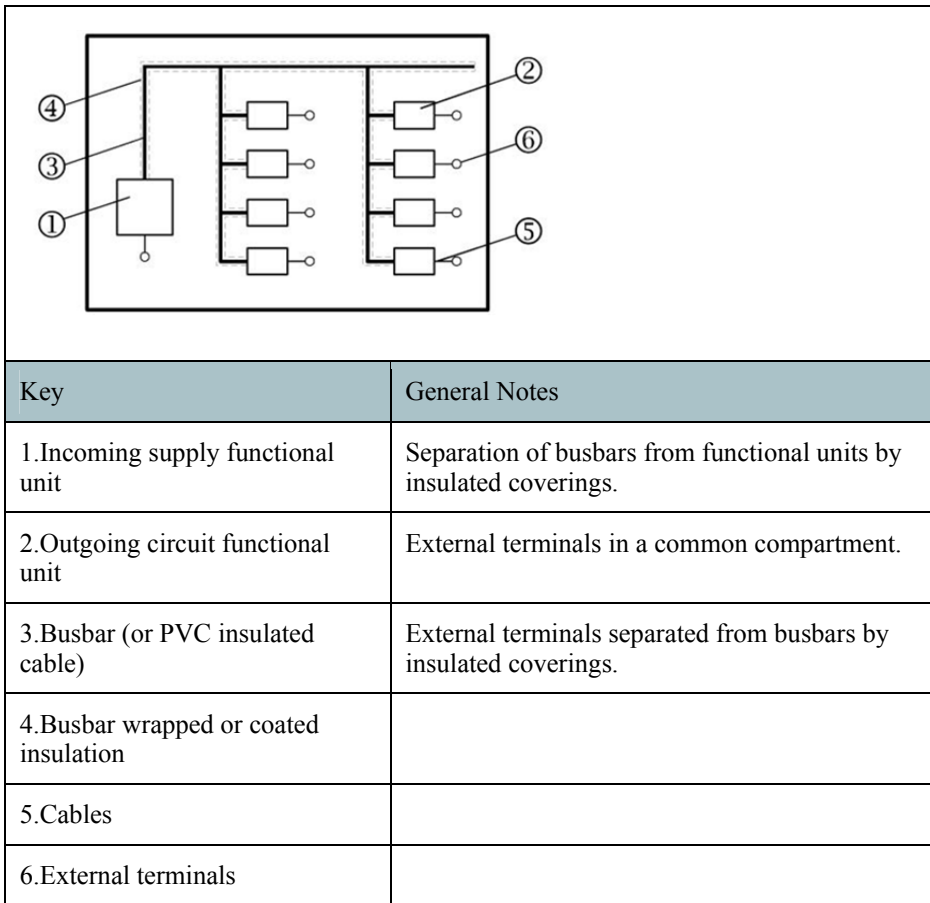 ④
②
③
⑥
①
⑤
Key
General Notes
1.Incoming supply functional
unit
Separation of busbars from functional units by
insulated coverings.
2.Outgoing circuit functional
unit
External terminals in a common compartment.
3.Busbar (or PVC insulated
cable)
External terminals separated from busbars by
insulated coverings.
4.Busbar wrapped or coated
insulation
5.Cables
6.External terminals